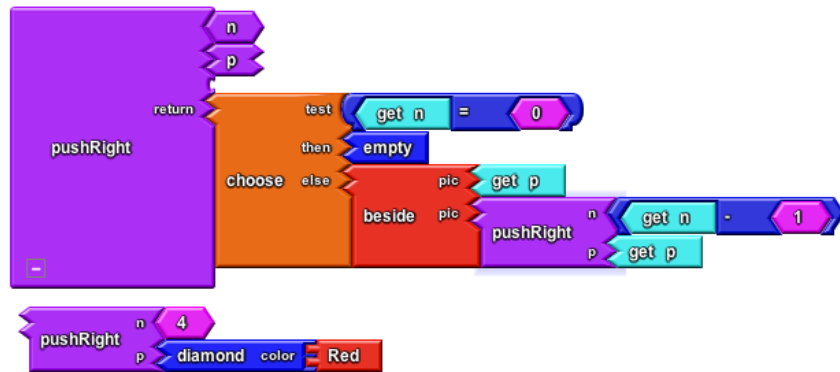 n
p
return test get n = 0
pushRight then empty
choose else pic get p
beside pic pushRight n get n - 1
p get p
-
pushRight n 4
p diamond color Red